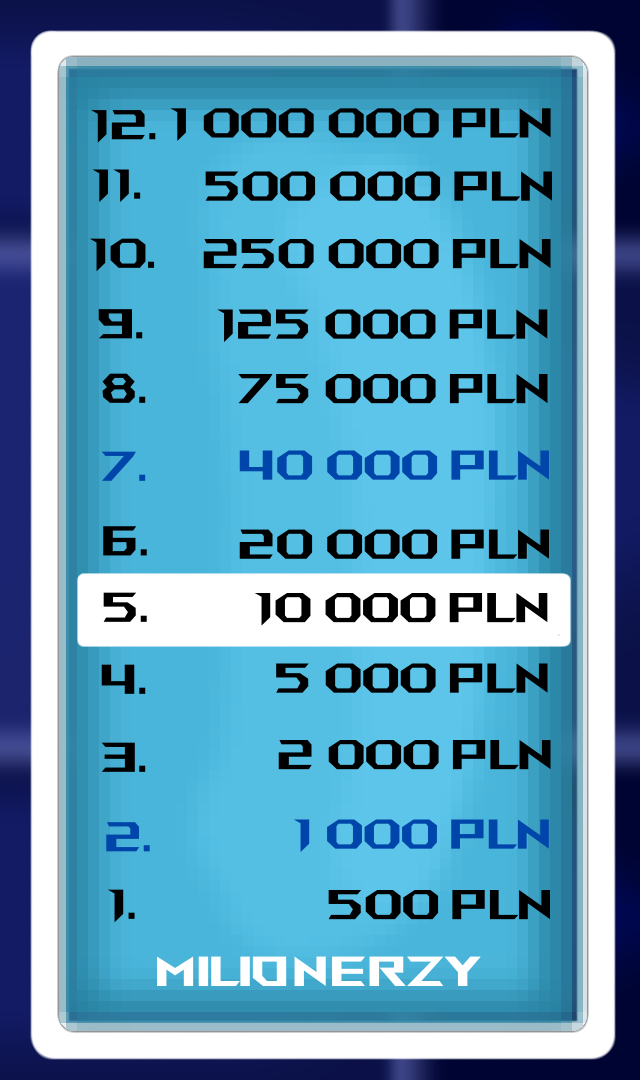 12. 1 000 000 PLN
11. 500 000 PLN
10. 250 000 PLN
9. 125 000 PLN
8. 75 000 PLN
7. 40 000 PLN
6. 20 000 PLN
5. 10 000 PLN
4. 5 000 PLN
3. 2 000 PLN
2. 1 000 PLN
1. 500 PLN
MILIONERZY